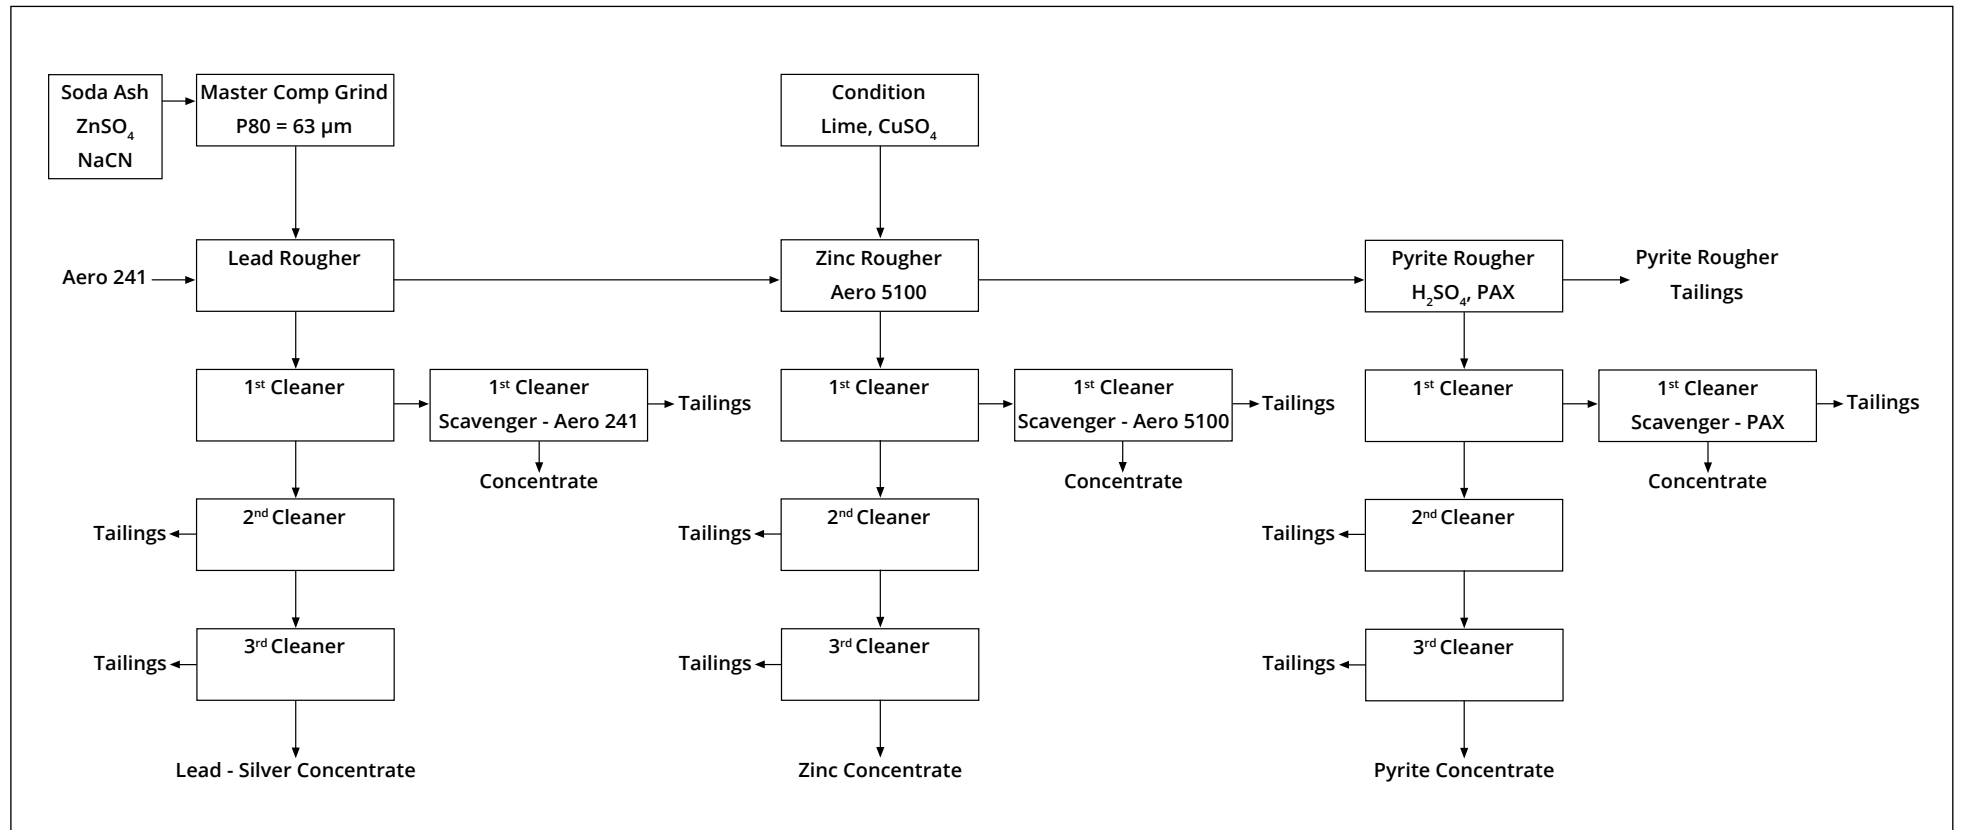 Soda Ash
ZnSO₄
NaCN
Master Comp Grind
P80 = 63 µm
Condition
Lime, CuSO₄
Aero 241
Lead Rougher
Zinc Rougher
Aero 5100
Pyrite Rougher
H₂SO₄, PAX
Pyrite Rougher
Tailings
1st Cleaner
1st Cleaner
Scavenger - Aero 241
Tailings
Concentrate
1st Cleaner
1st Cleaner
Scavenger - Aero 5100
Tailings
Concentrate
1st Cleaner
1st Cleaner
Scavenger - PAX
Tailings
Concentrate
Tailings
2nd Cleaner
Tailings
2nd Cleaner
Tailings
2nd Cleaner
Tailings
3rd Cleaner
Tailings
3rd Cleaner
Tailings
3rd Cleaner
Lead - Silver Concentrate
Zinc Concentrate
Pyrite Concentrate